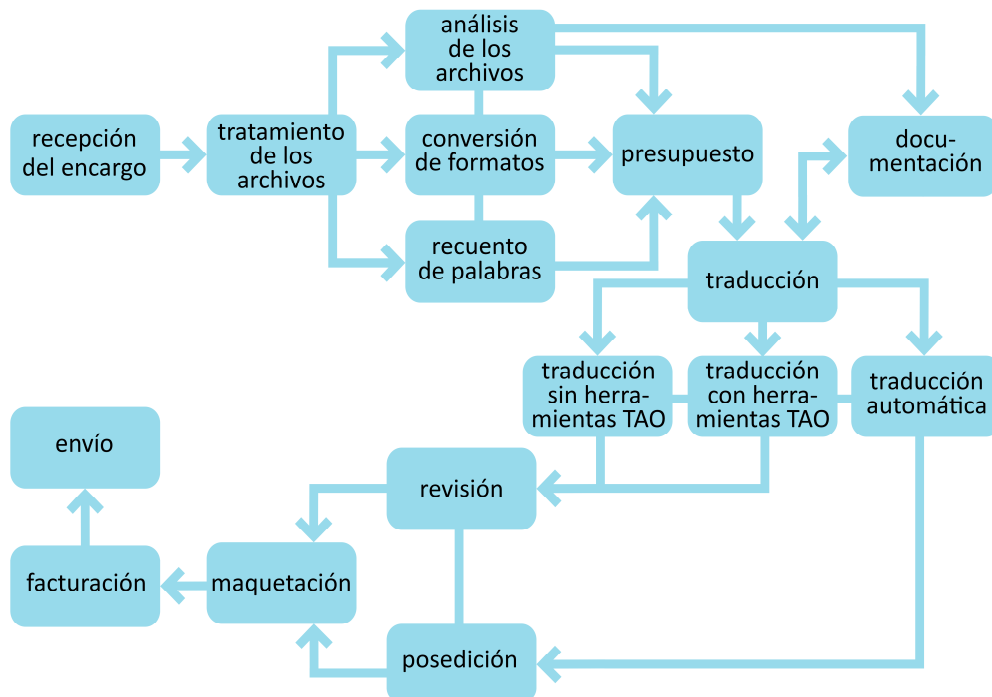 análisis
de los
archivos
recepción
del encargo
tratamiento
de los
archivos
conversión
de formatos
presupuesto
docu-
mentación
recuento
de palabras
traducción
traducción
sin herra-
mientas TAO
traducción
con herra-
mientas TAO
traducción
automática
envío
revisión
facturación
maquetación
posedición